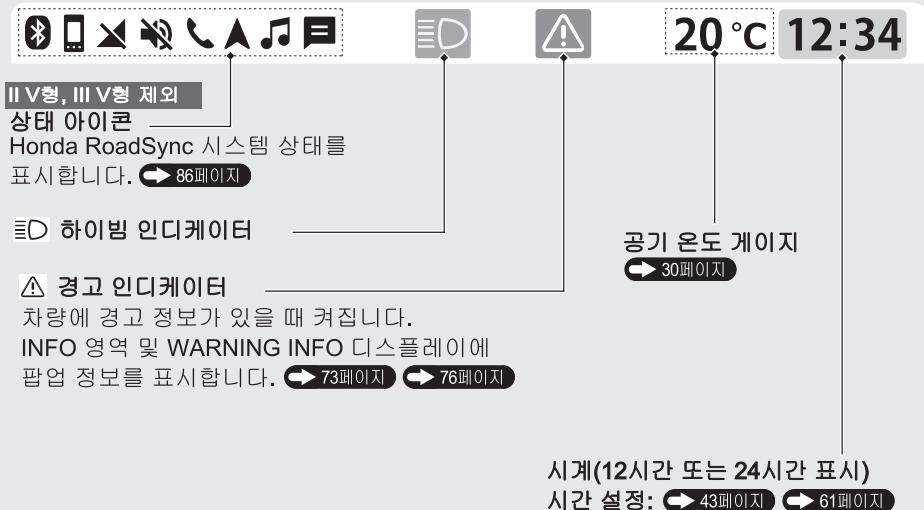 20 °C 12:34
II V형, III V형 제외
상태 아이콘
Honda RoadSync 시스템 상태를
표시합니다. 86페이지
하이빔 인디케이터
공기 온도 게이지
30페이지
경고 인디케이터
차량에 경고 정보가 있을 때 켜집니다.
INFO 영역 및 WARNING INFO 디스플레이에
팝업 정보를 표시합니다. 73페이지 76페이지
시계(12시간 또는 24시간 표시)
시간 설정: 43페이지 61페이지